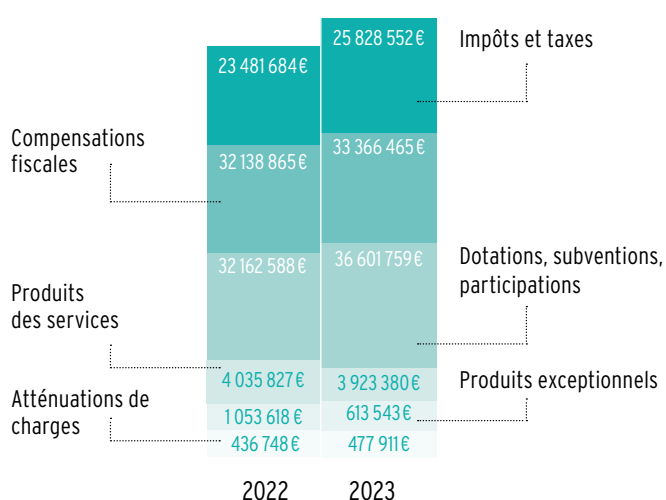 25 828 552 €
Impôts et taxes
23 481 684 €
Compensations
fiscales
33 366 465 €
32 138 865 €
36 601 759 €
32 162 588 €
Dotations, subventions,
participations
Produits
des services
4 035 827 €
3 923 380 €
Produits exceptionnels
Atténuations de
charges
1 053 618 €
613 543 €
436 748 €
477 911 €
2022
2023